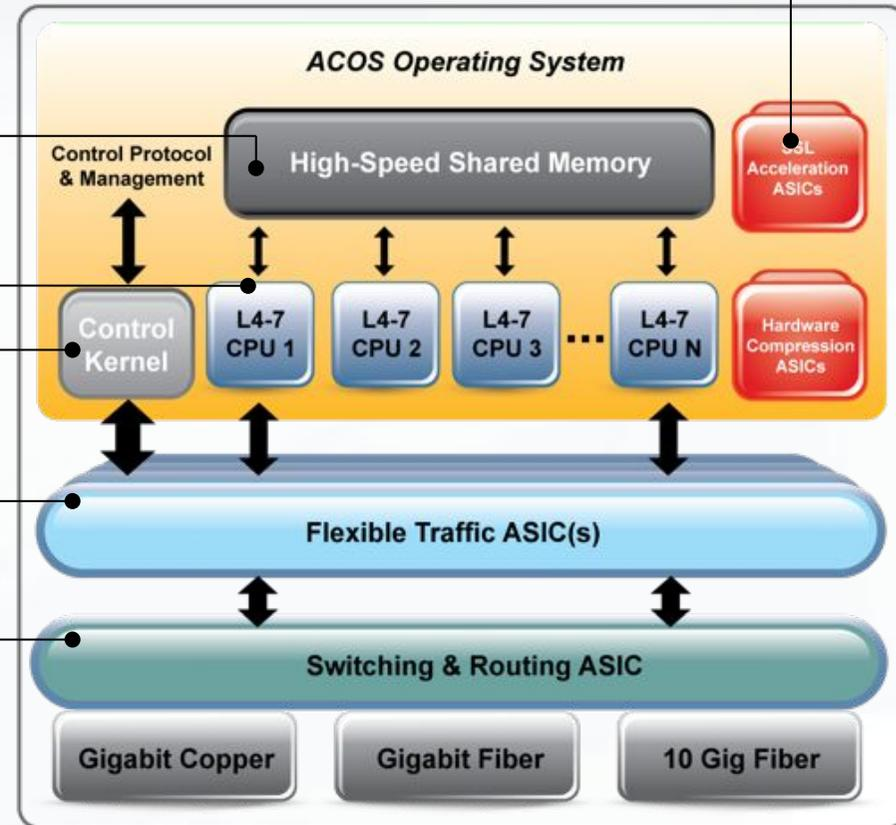 ACOS Operating System
Control Protocol
& Management
High-Speed Shared Memory
SSL
Acceleration
ASICs
Control
Kernel
L4-7
CPU 1
L4-7
CPU 2
L4-7
CPU 3
...
L4-7
CPU N
Hardware
Compression
ASICs
Flexible Traffic ASIC(s)
Switching & Routing ASIC
Gigabit Copper
Gigabit Fiber
10 Gig Fiber